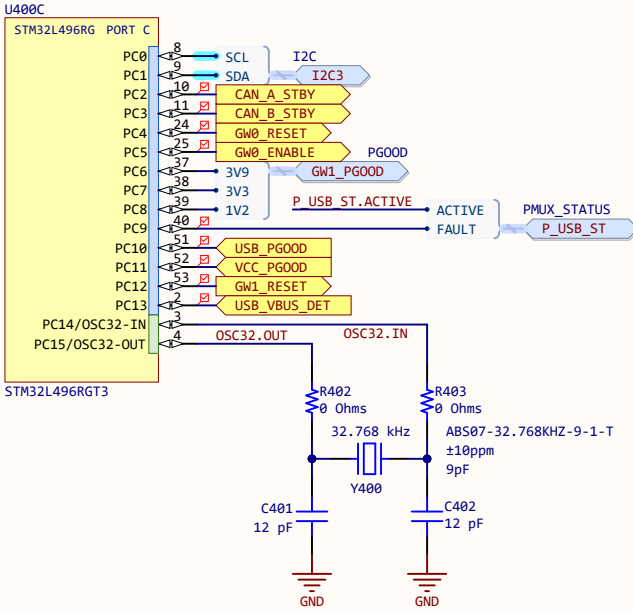 U400C
STM32L496RG PORT C
PC0 8 SCL I2C
PC1 9 SDA I2C3
PC2 10 CAN_A_STBY
PC3 11 CAN_B_STBY
PC4 24 GW0_RESET
PC5 25 GW0_ENABLE PGOOD
PC6 37 3V9 GW1_PGOOD
PC7 38 3V3
PC8 39 1V2 P_USB_ST.ACTIVE ACTIVE PMUX_STATUS
PC9 40 FAULT P_USB_ST
PC10 51 USB_PGOOD
PC11 52 VCC_PGOOD
PC12 53 GW1_RESET
PC13 2 USB_VBUS_DET
PC14/OSC32-IN 3
PC15/OSC32-OUT 4 OSC32.OUT OSC32.IN
STM32L496RGT3
R402 R403
0 Ohms 0 Ohms
32.768 kHz ABS07-32.768KHZ-9-1-T
±10ppm
9pF
Y400
C401 C402
12 pF 12 pF
GND GND